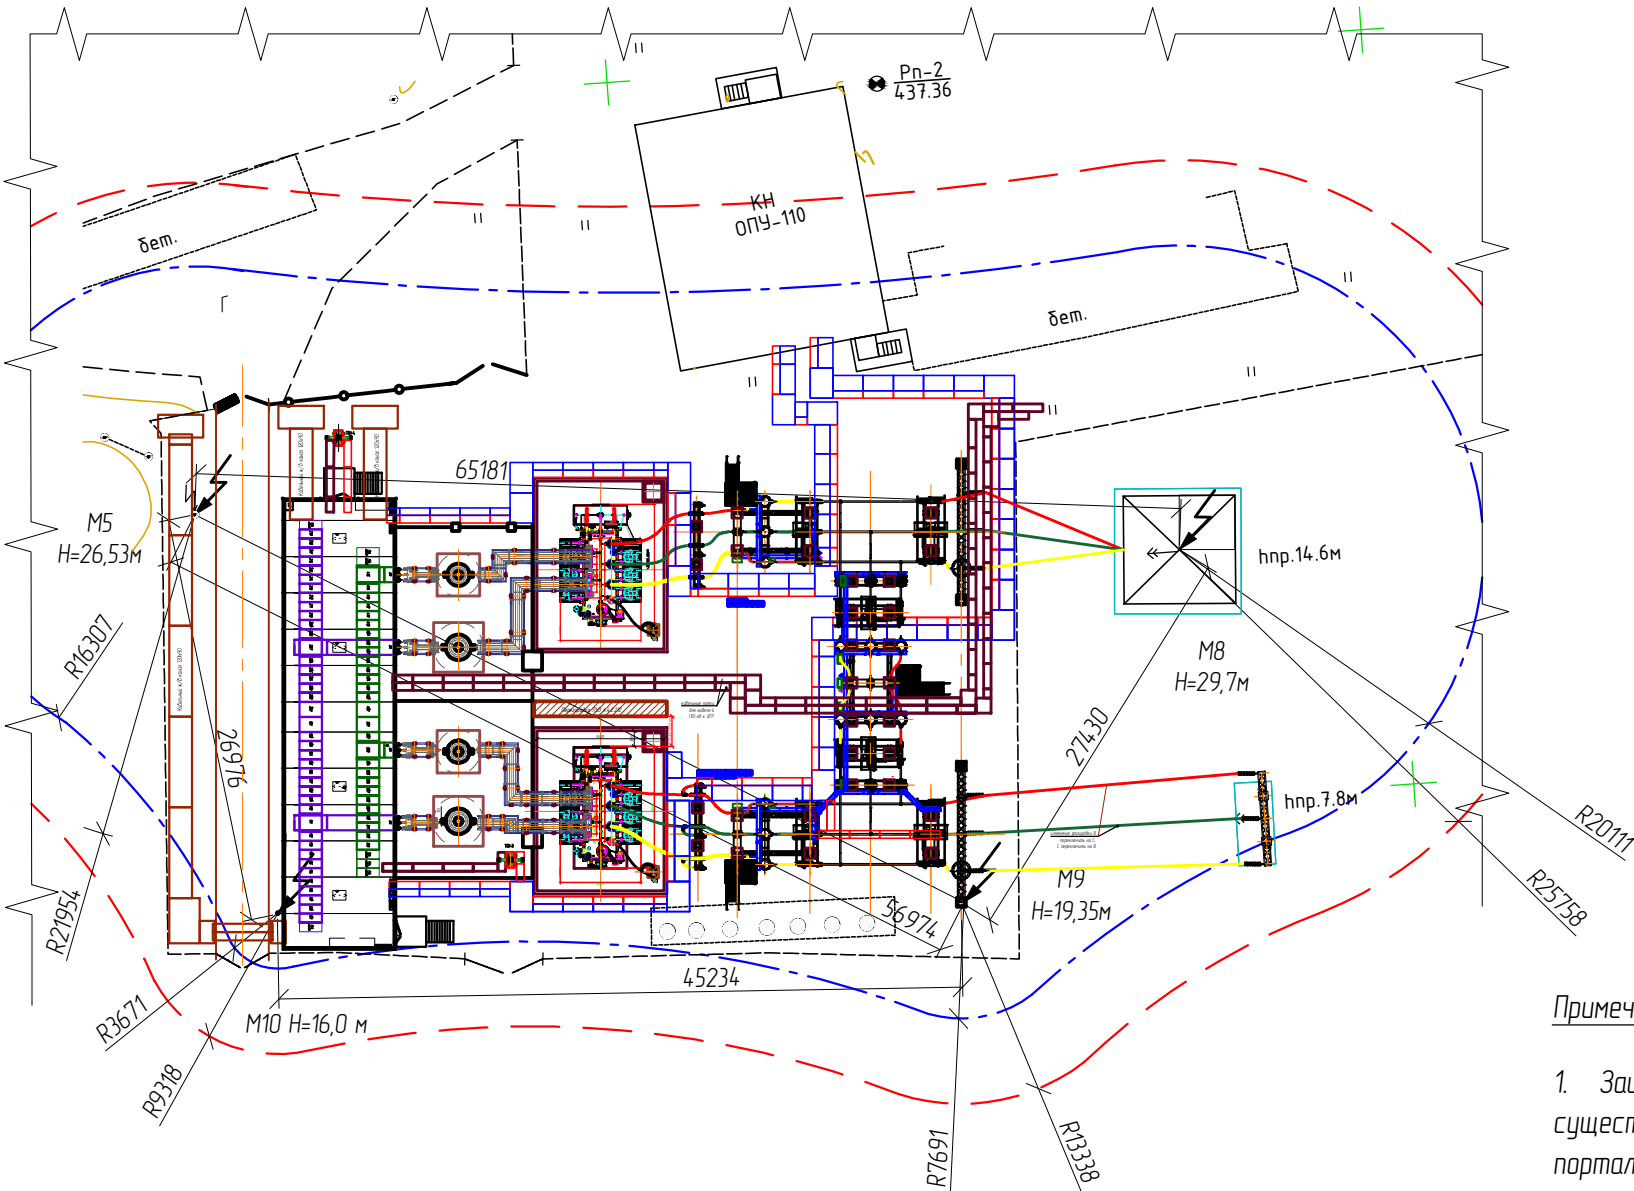 Рп-2
437.36
КН
ОПУ-110
бет.
бет.
Г
65181
М5
Н=26,53м
hпр.14.6м
М8
Н=29,7м
R16307
26976
27430
hпр.7.8м
R20111
R21954
56974
М9
Н=19,35м
R25758
45234
R3671
М10 Н=16,0 м
R9318
R7691
R13338
Примеч
1. Защ
сущест
портал